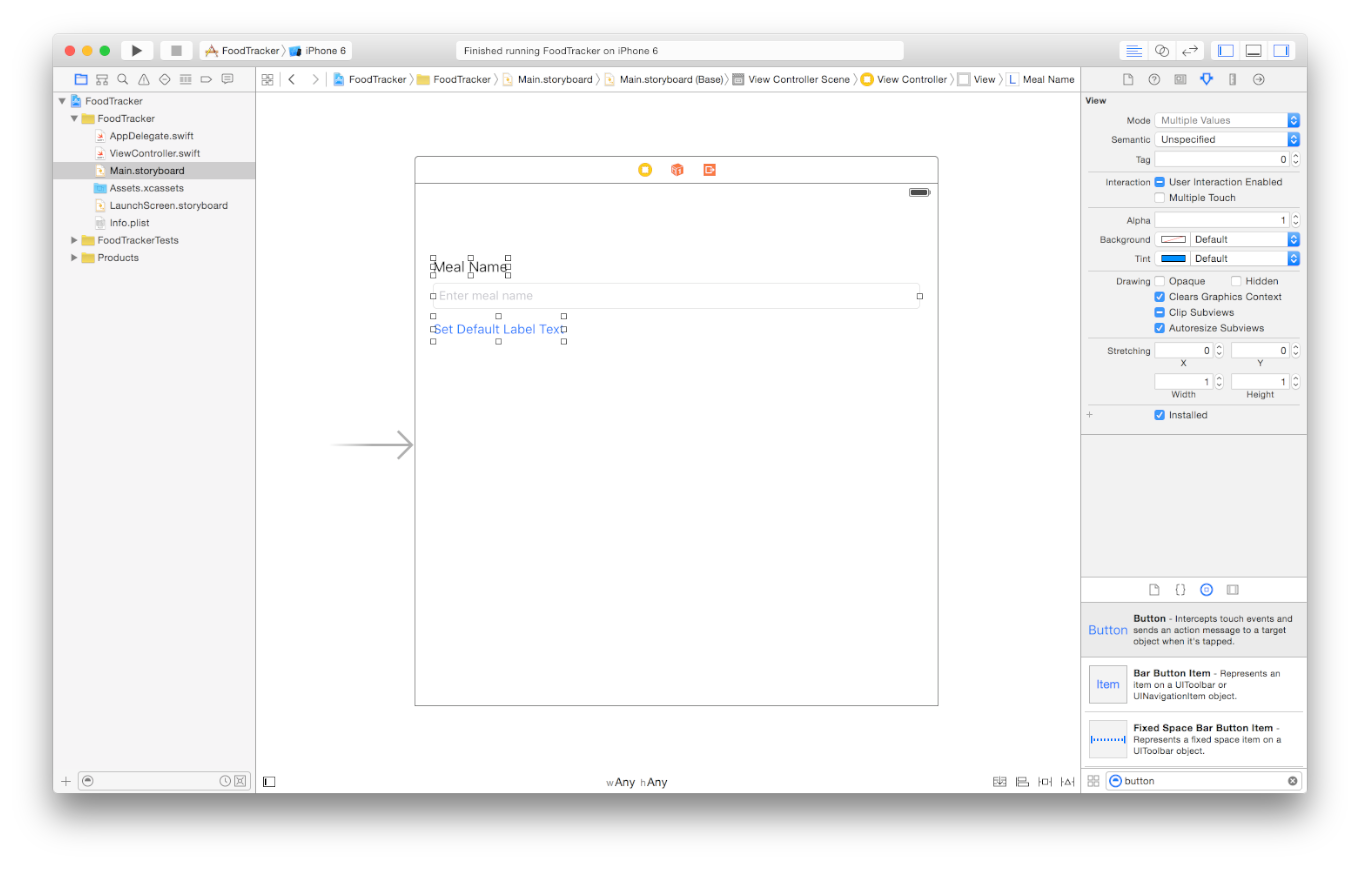 FoodTracker iPhone 6
Finished running FoodTracker on iPhone 6
FoodTracker FoodTracker Main.storyboard Main.storyboard (Base) View Controller Scene View Controller View L Meal Name
FoodTracker
FoodTracker
AppDelegate.swift
ViewController.swift
Main.storyboard
Assets.xcassets
LaunchScreen.storyboard
Info.plist
FoodTrackerTests
Products
Meal Name
Enter meal name
Set Default Label Text
wAny hAny
View
Mode Multiple Values
Semantic Unspecified
Tag 0
Interaction User Interaction Enabled
Multiple Touch
Alpha 1
Background Default
Tint Default
Drawing Opaque Hidden
Clears Graphics Context
Clip Subviews
Autoresize Subviews
Stretching 0 0
X Y
1 1
Width Height
+ Installed
{}
Button
Button - Intercepts touch events and
sends an action message to a target
object when it's tapped.
Item
Bar Button Item - Represents an
item on a UIToolbar or
UINavigationItem object.
Fixed Space Bar Button Item -
Represents a fixed space item on a
UIToolbar object.
button